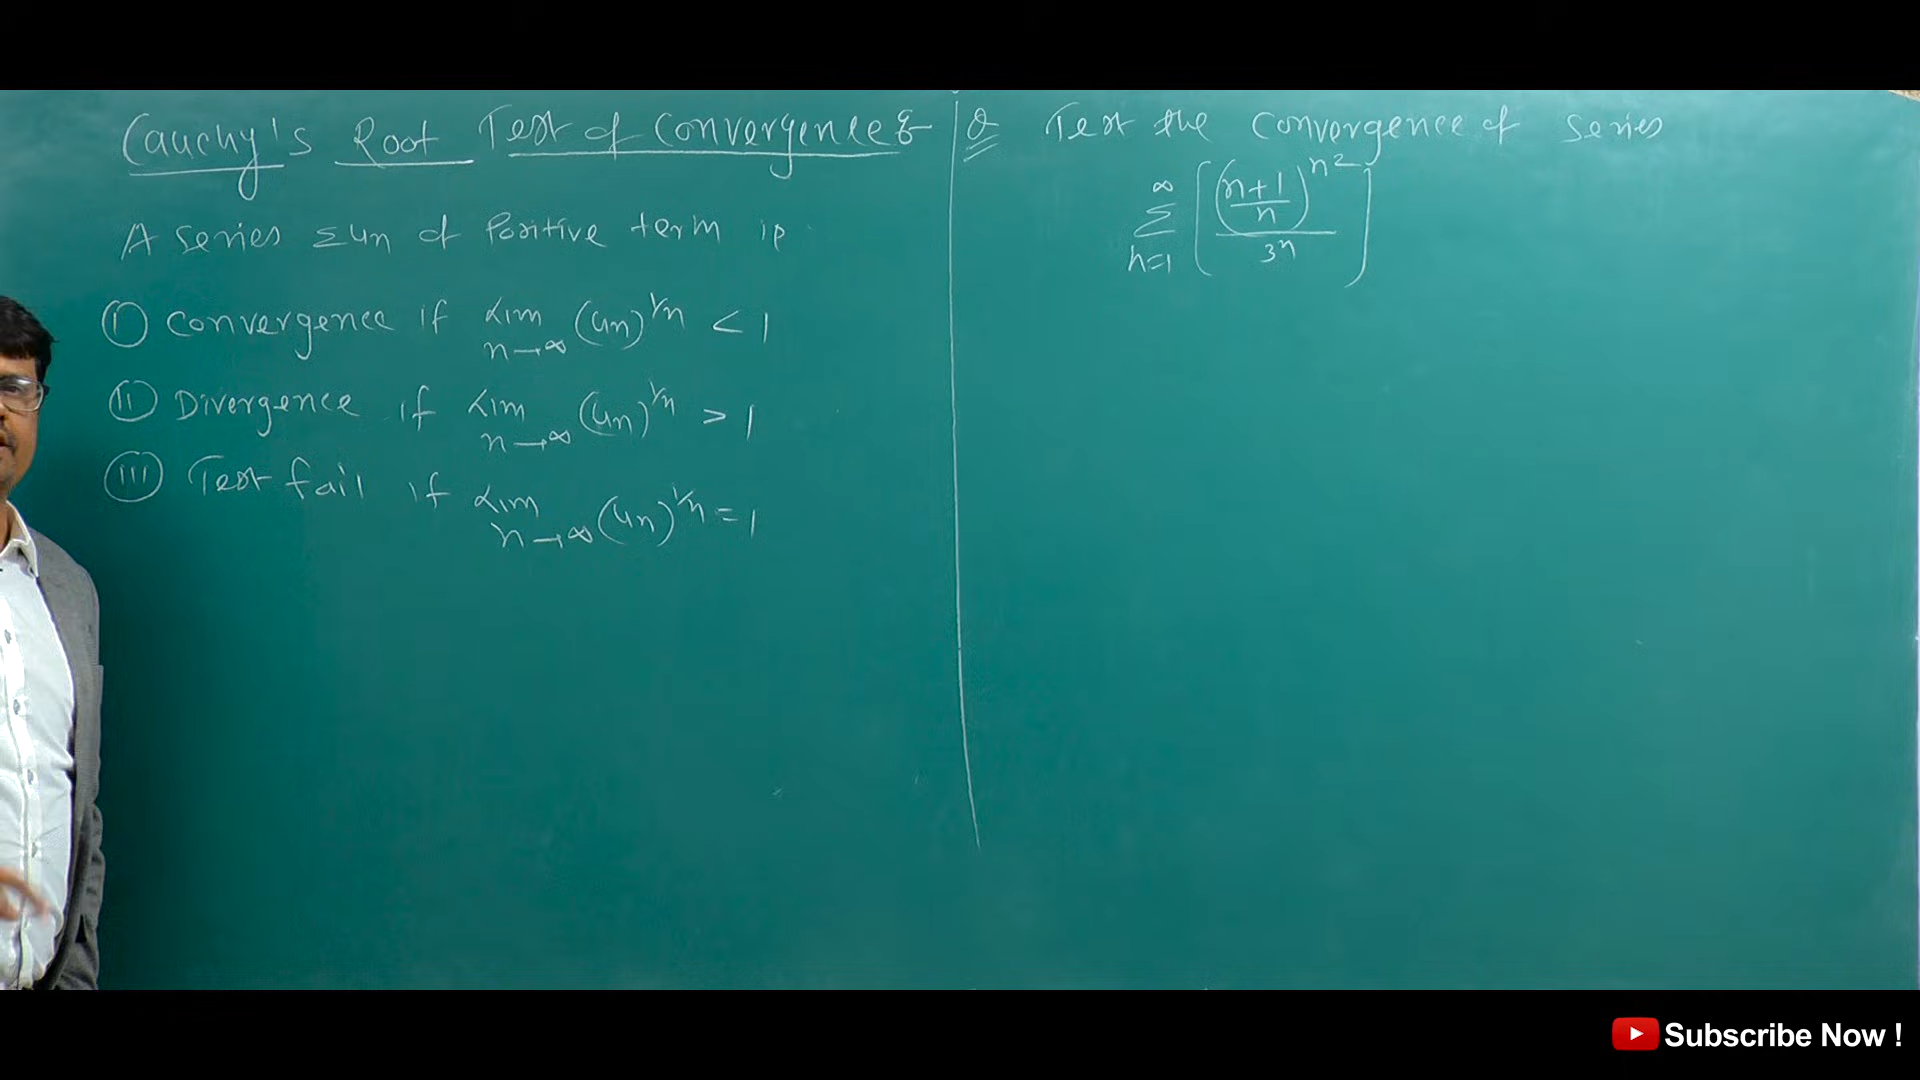 Cauchy's Root Test of Convergence :-
A series Σun of Positive term is
(I) Convergence if Lim n→∞ (un)^1/n < 1
(II) Divergence if Lim n→∞ (un)^1/n > 1
(III) Test fail if Lim n→∞ (un)^1/n = 1
Q Test the Convergence of Series
∞ Σ n=1 [((n+1)/n)^n² / 3^n]
Subscribe Now !